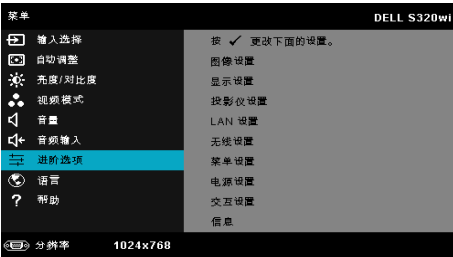 菜单 DELL S320wi
输入选择
自动调整
亮度/对比度
视频模式
音量
音频输入
进阶选项
语言
帮助
按 ✓ 更改下面的设置。
图像设置
显示设置
投影仪设置
LAN 设置
无线设置
菜单设置
电源设置
交互设置
信息
分辨率 1024x768